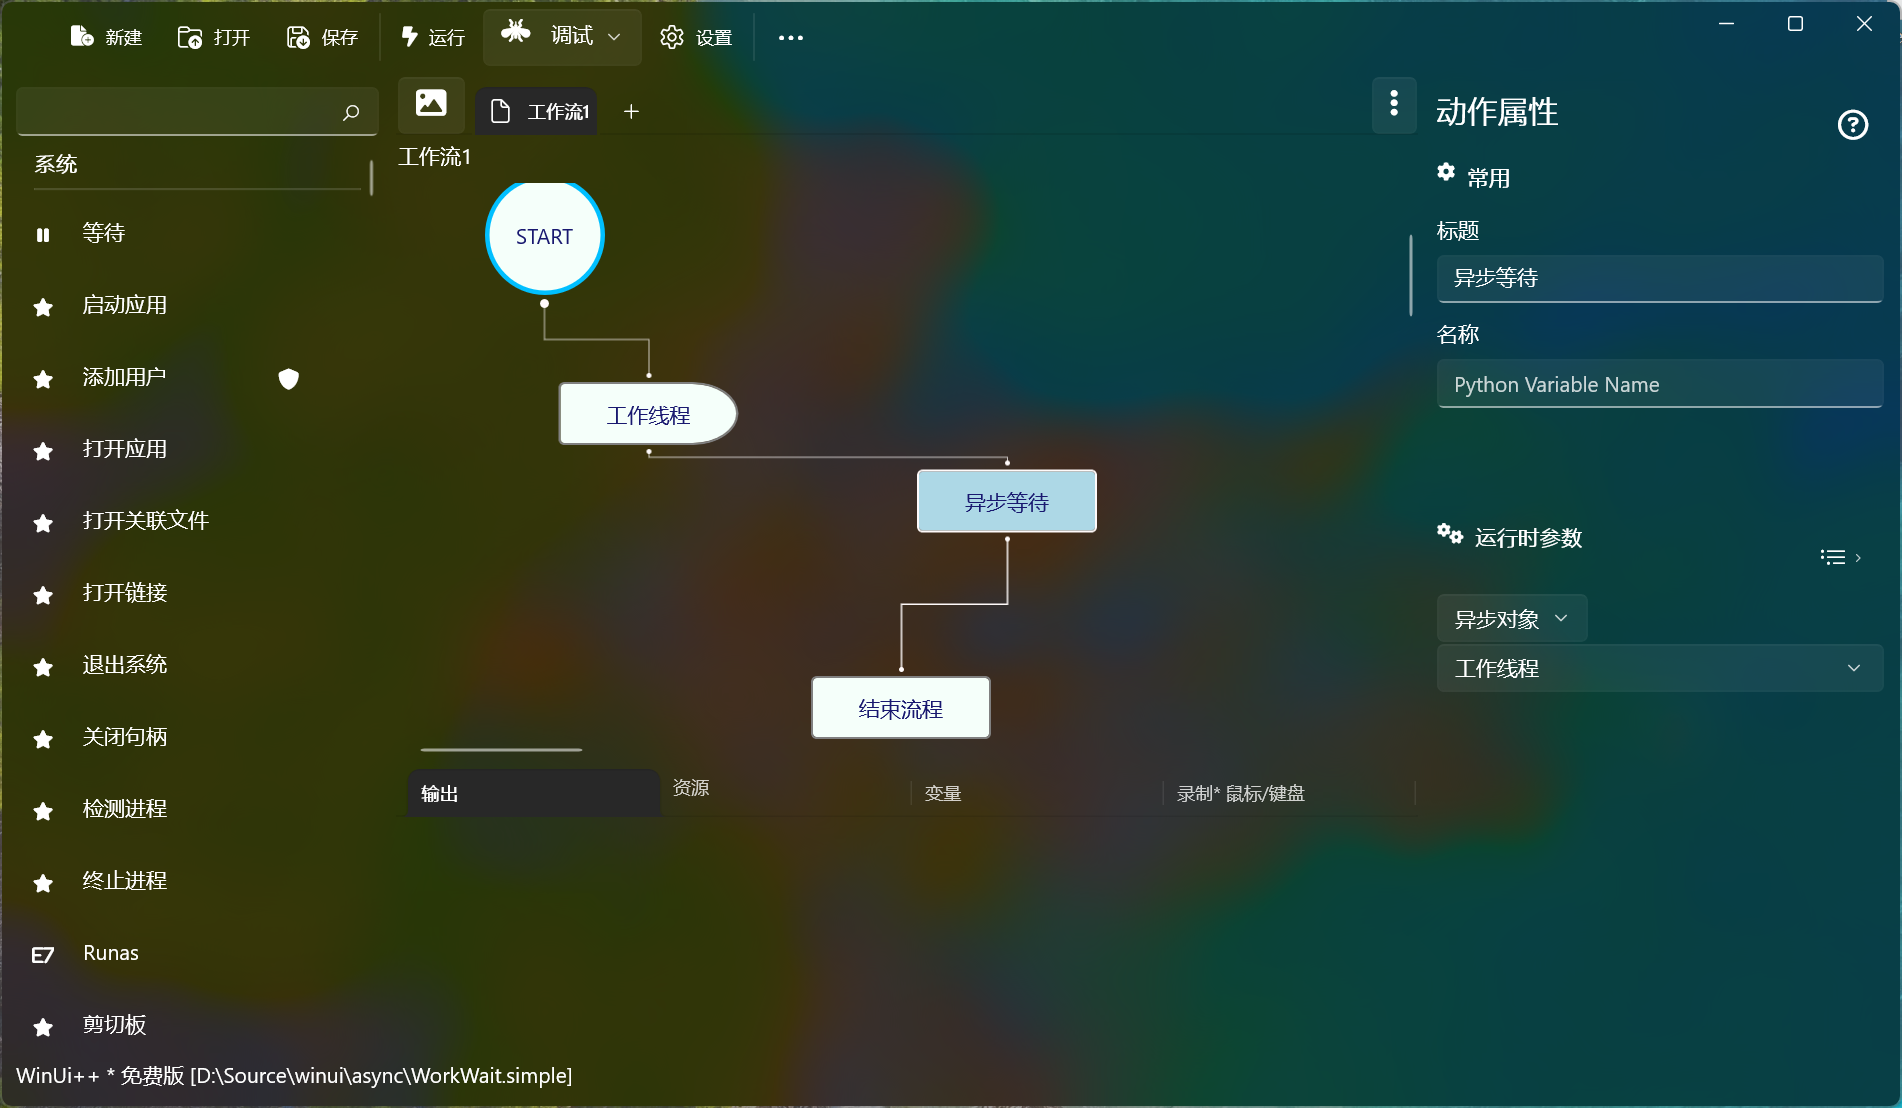 新建
打开
保存
运行
调试
设置
工作流1
工作流1
系统
等待
启动应用
添加用户
打开应用
打开关联文件
打开链接
退出系统
关闭句柄
检测进程
终止进程
Runas
剪切板
START
工作线程
异步等待
结束流程
输出
资源
变量
录制* 鼠标/键盘
动作属性
常用
标题
异步等待
名称
Python Variable Name
运行时参数
异步对象
工作线程
WinUi++ * 免费版 [D:\Source\winui\async\WorkWait.simple]